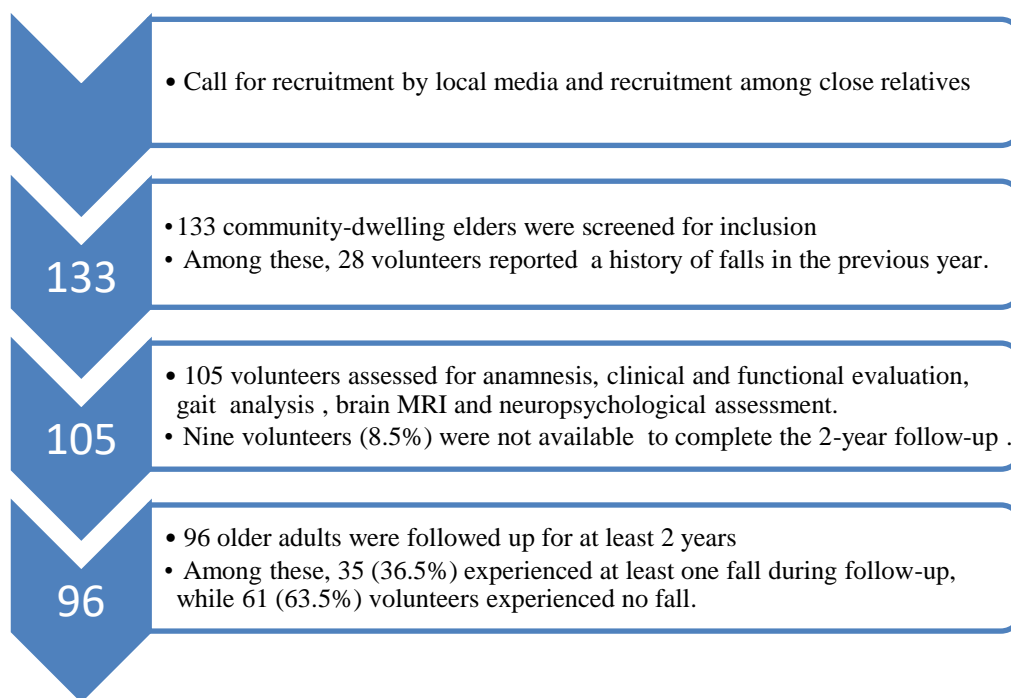 • Call for recruitment by local media and recruitment among close relatives
133
• 133 community-dwelling elders were screened for inclusion
• Among these, 28 volunteers reported a history of falls in the previous year.
105
• 105 volunteers assessed for anamnesis, clinical and functional evaluation,
gait analysis , brain MRI and neuropsychological assessment.
• Nine volunteers (8.5%) were not available to complete the 2-year follow-up .
96
• 96 older adults were followed up for at least 2 years
• Among these, 35 (36.5%) experienced at least one fall during follow-up,
while 61 (63.5%) volunteers experienced no fall.